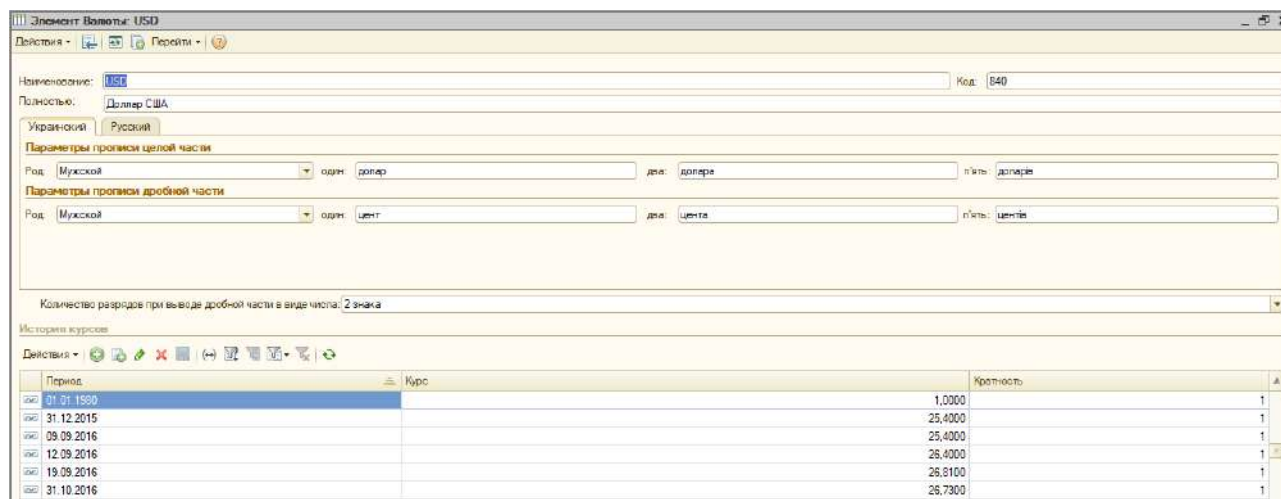 Элемент Валюты: USD
Действия Перейти
Наименование: USD Код: 840
Полностью: Доллар США
Украинский Русский
Параметры прописи целой части
Род: Мужской один: долар два: долара п'ять: доларів
Параметры прописи дробной части
Род: Мужской один: цент два: цента п'ять: центів
Количество разрядов при выводе дробной части в виде числа: 2 знака
История курсов
Действия
Период Курс Кратность
01.01.1980 1,0000 1
31.12.2015 25,4000 1
09.09.2016 25,4000 1
12.09.2016 26,4000 1
19.09.2016 26,8100 1
31.10.2016 26,7300 1